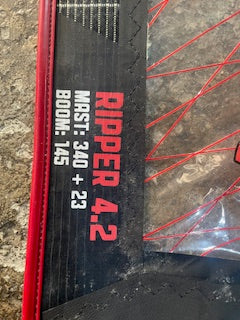 RIPPER 4.2
MAST: 340 + 23
BOOM: 145